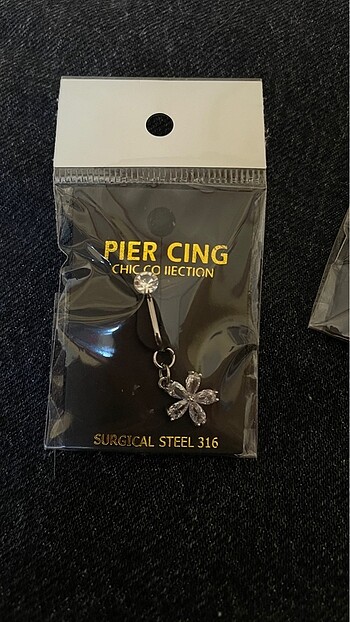 PIER CING
CHIC COllECTION
SURGICAL STEEL 316